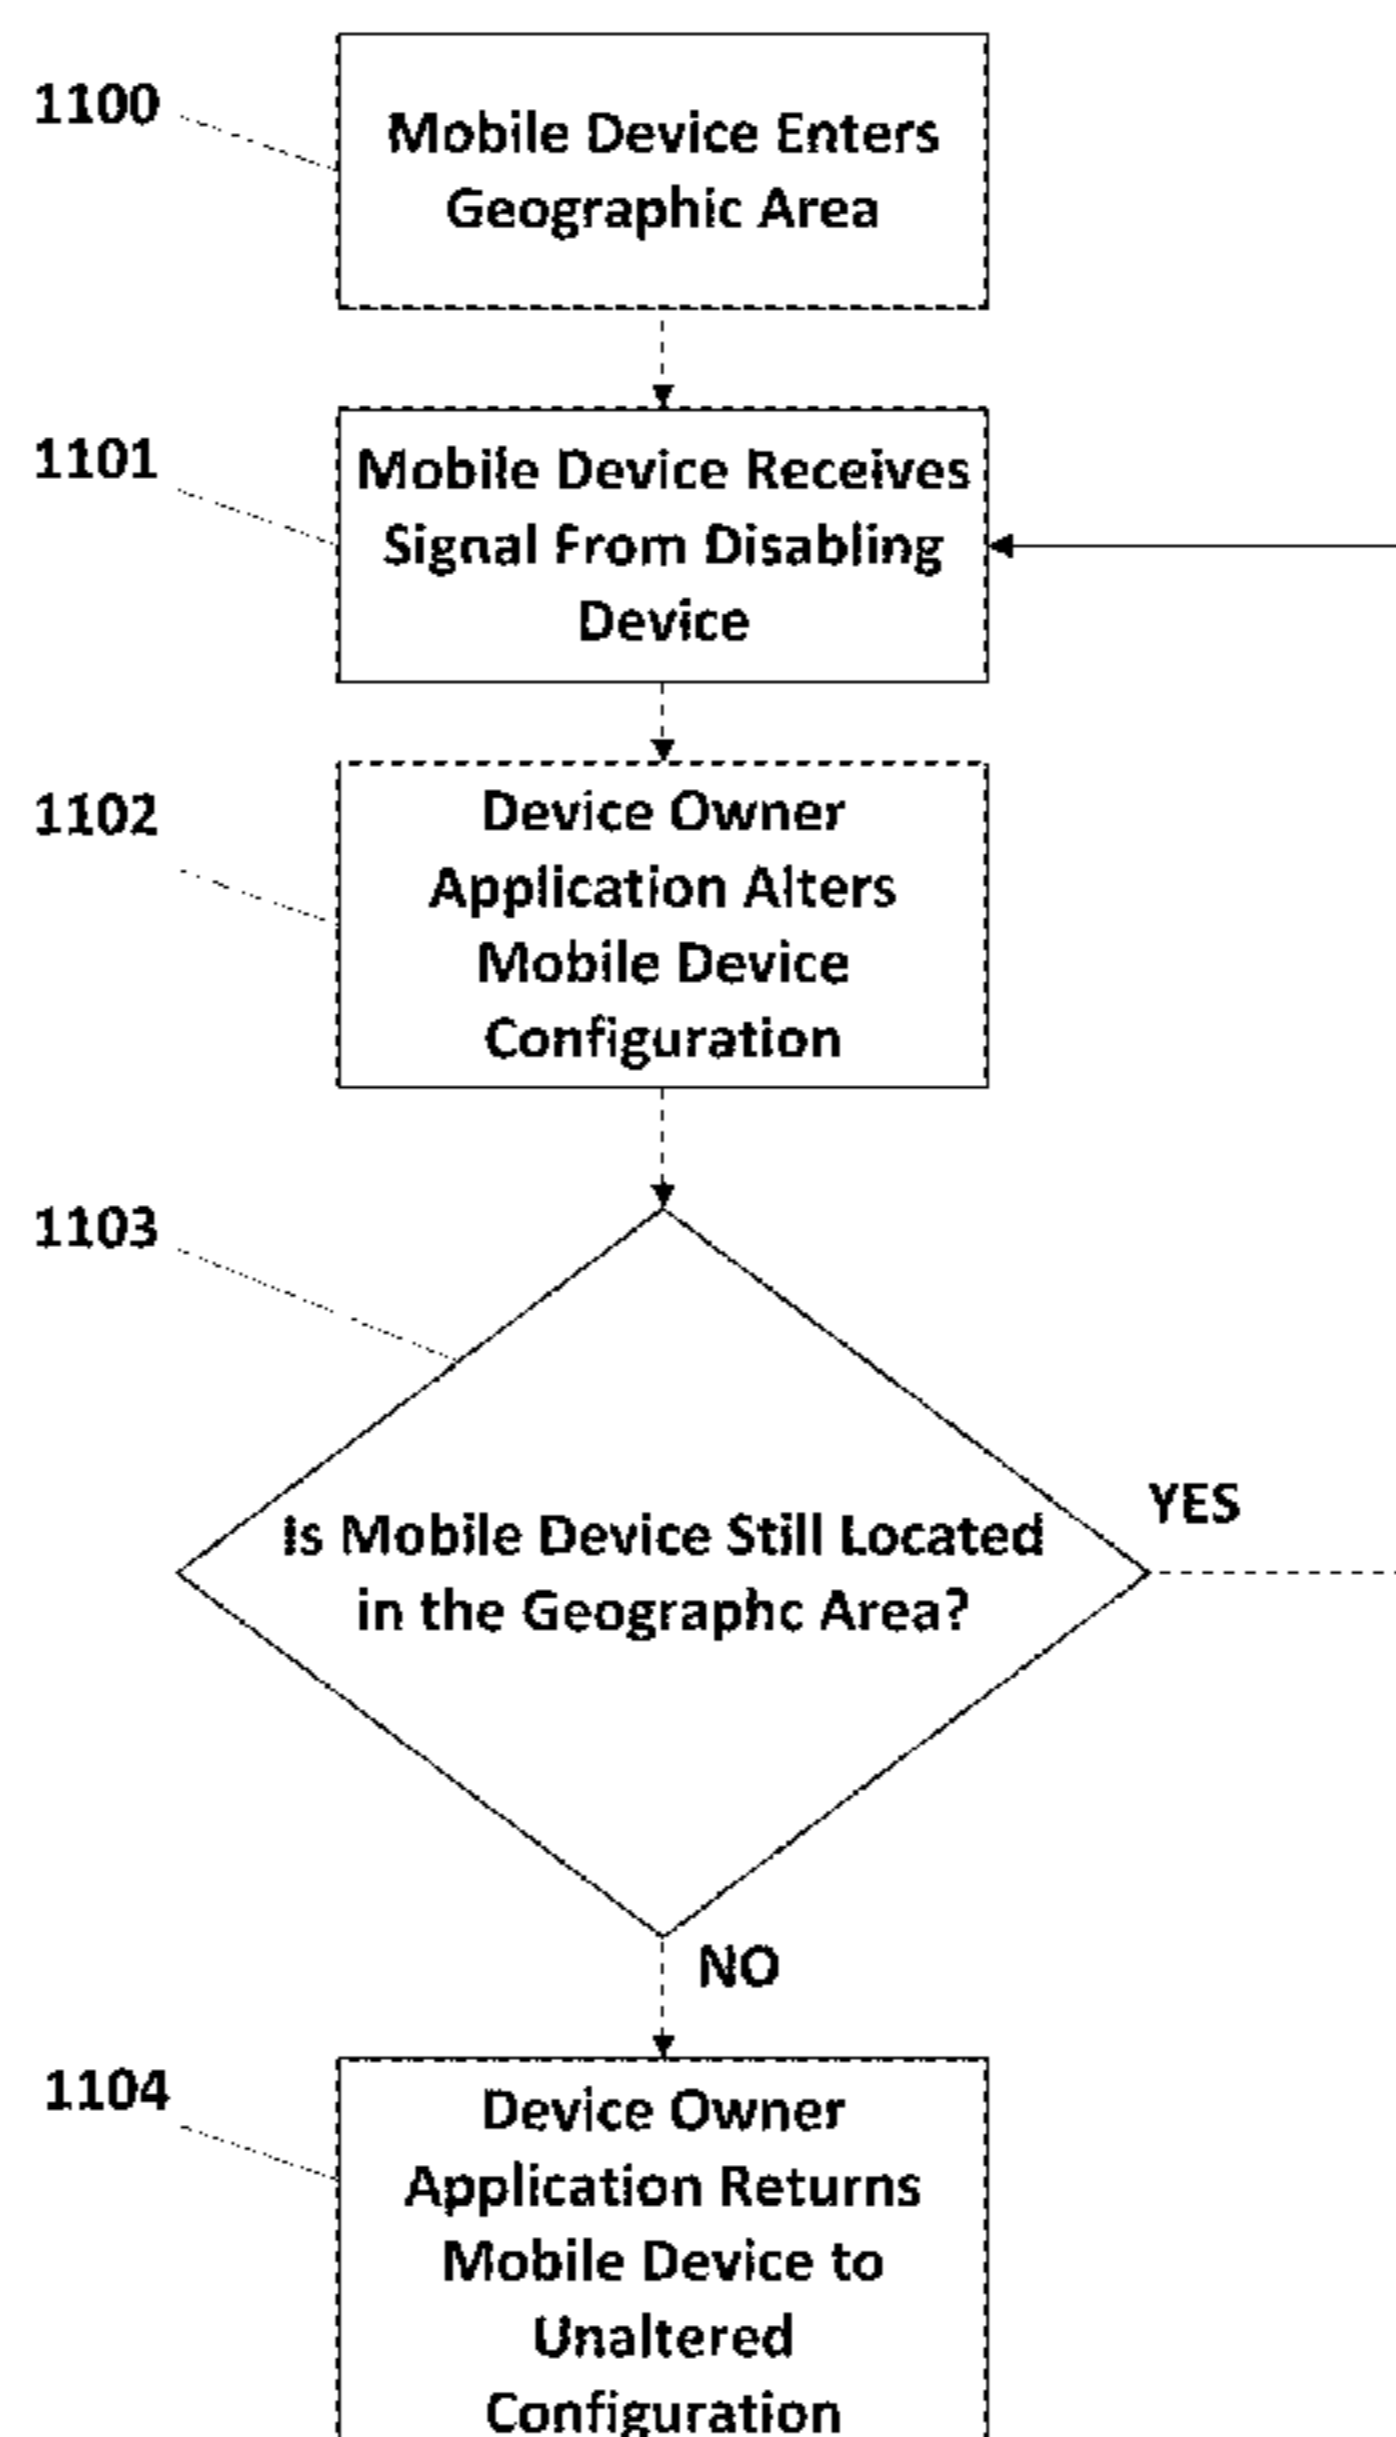 1100
Mobile Device Enters
Geographic Area
1101
Mobile Device Receives
Signal From Disabling
Device
1102
Device Owner
Application Alters
Mobile Device
Configuration
1103
Is Mobile Device Still Located
in the Geographc Area?
YES
NO
1104
Device Owner
Application Returns
Mobile Device to
Unaltered
Configuration